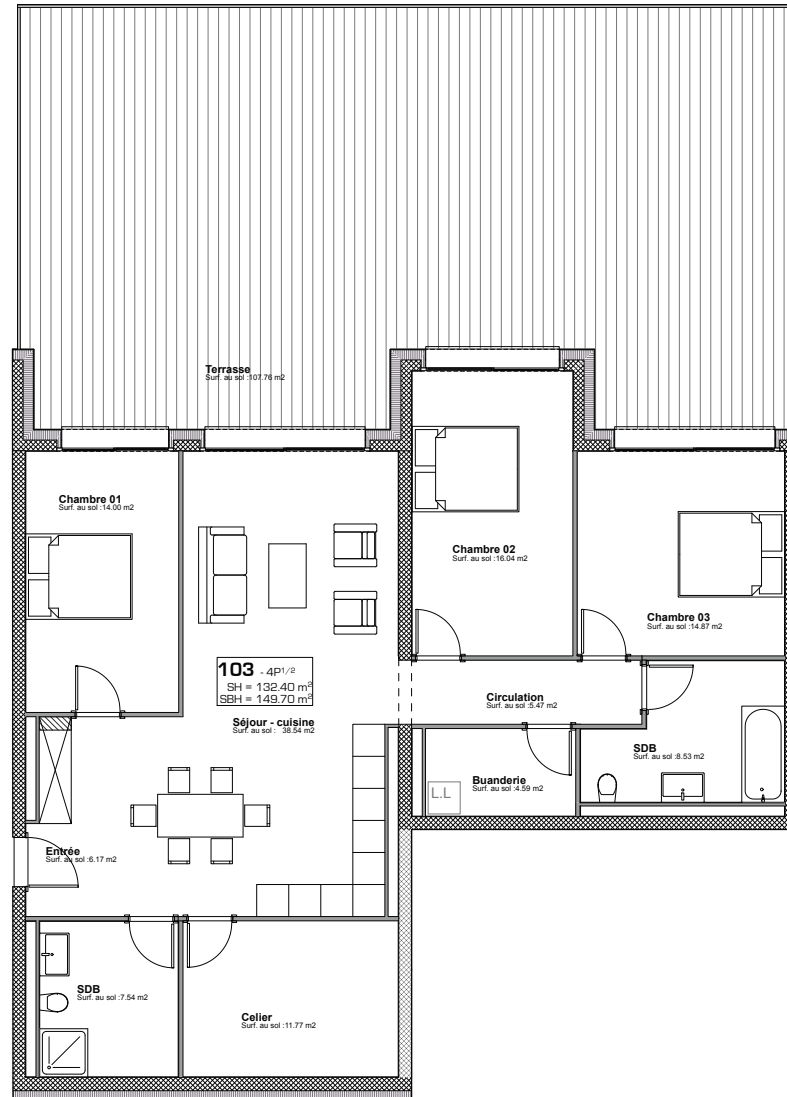 Terrasse
Surf. au sol :107.76 m2
Chambre 01
Surf. au sol :14.00 m2
Chambre 02
Surf. au sol :16.04 m2
Chambre 03
Surf. au sol :14.87 m2
103 - 4P1/2
SH = 132.40 m²
SBH = 149.70 m²
Séjour - cuisine
Surf. au sol : 38.54 m2
Circulation
Surf. au sol :5.47 m2
SDB
Surf. au sol :8.53 m2
Buanderie
Surf. au sol :4.59 m2
L.L
Entrée
Surf. au sol :6.17 m2
SDB
Surf. au sol :7.54 m2
Celier
Surf. au sol :11.77 m2